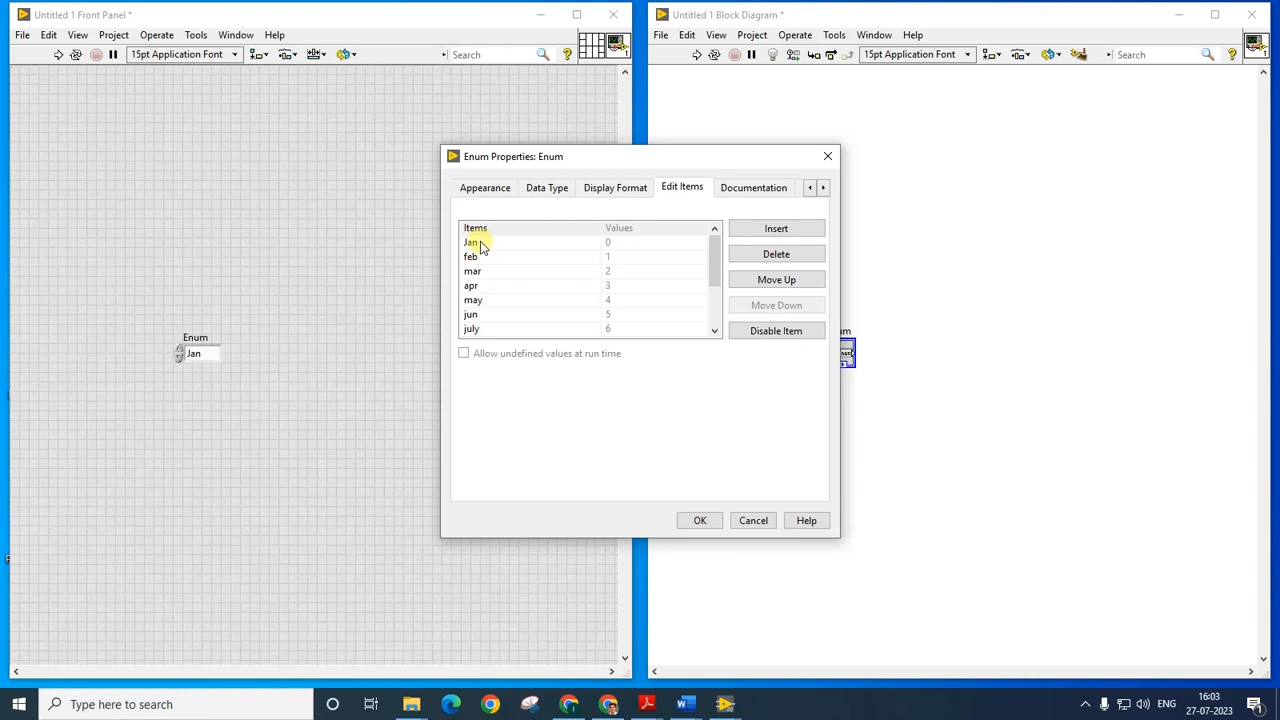 Untitled 1 Front Panel *
File Edit View Project Operate Tools Window Help
15pt Application Font
Search
Untitled 1 Block Diagram *
File Edit View Project Operate Tools Window Help
15pt Application Font
Search
Enum Properties: Enum
Appearance Data Type Display Format Edit Items Documentation
Items Values
Jan 0
feb 1
mar 2
apr 3
may 4
jun 5
july 6
Insert
Delete
Move Up
Move Down
Disable Item
Allow undefined values at run time
OK Cancel Help
Enum
Jan
um
Type here to search
ENG
16:03
27-07-2023